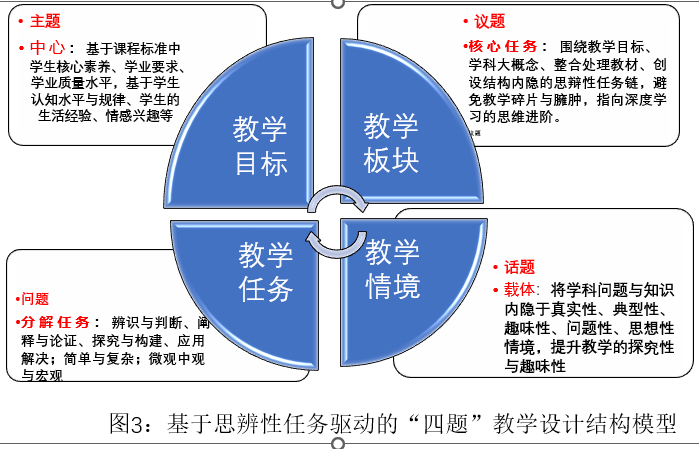 • 主题
• 中心：基于课程标准中
学生核心素养、学业要求、
学业质量水平，基于学生
认知水平与规律、学生的
生活经验、情感兴趣等
• 议题
•核心任务：围绕教学目标、
学科大概念、整合处理教材、创
设结构内隐的思辩性任务链，避
免教学碎片与臃肿，指向深度学
习的思维进阶。
议题
教学
目标
教学
板块
教学
任务
教学
情境
•问题
•分解任务：辨识与判断、阐
释与论证、探究与构建、应用
解决；简单与复杂；微观中观
与宏观
• 话题
• 载体：将学科问题与知识
内隐于真实性、典型性、
趣味性、问题性、思想性
情境，提升教学的探究性
与趣味性
图3：基于思辨性任务驱动的“四题”教学设计结构模型